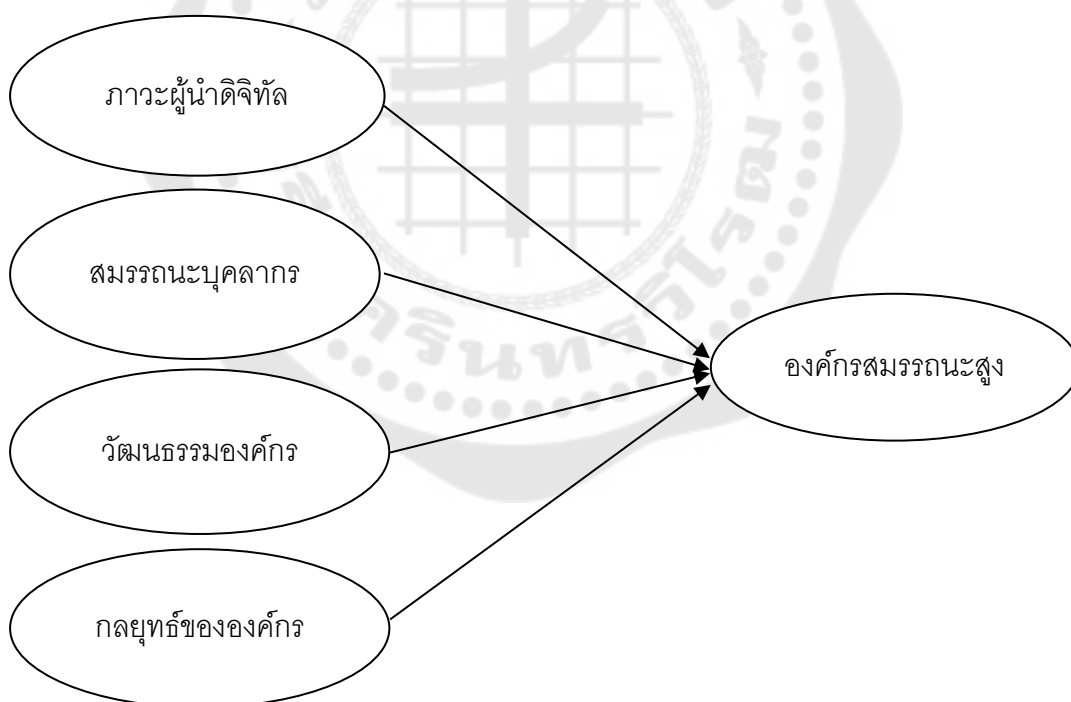 ภาวะผู้นำดิจิทัล
สมรรถนะบุคลากร
องค์กรสมรรถนะสูง
วัฒนธรรมองค์กร
กลยุทธ์ขององค์กร